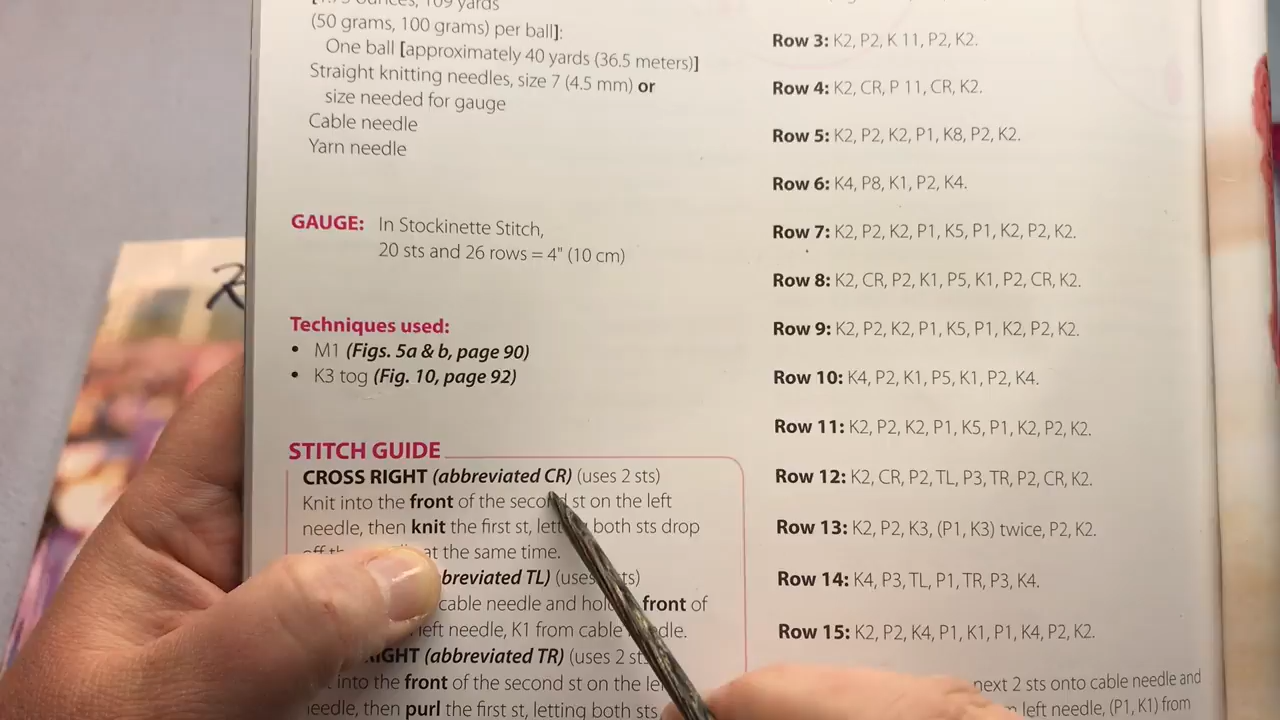 ounces, 109 yards
(50 grams, 100 grams) per ball]:
One ball [approximately 40 yards (36.5 meters)]
Straight knitting needles, size 7 (4.5 mm) or
size needed for gauge
Cable needle
Yarn needle
GAUGE: In Stockinette Stitch,
20 sts and 26 rows = 4" (10 cm)
Techniques used:
• M1 (Figs. 5a & b, page 90)
• K3 tog (Fig. 10, page 92)
STITCH GUIDE
CROSS RIGHT (abbreviated CR) (uses 2 sts)
Knit into the front of the second st on the left
needle, then knit the first st, letting both sts drop
at the same time.
abbreviated TL) (uses sts)
cable needle and hold front of
left needle, K1 from cable needle.
RIGHT (abbreviated TR) (uses 2 st
into the front of the second st on the le
needle, then purl the first st, letting both sts
Row 3: K2, P2, K 11, P2, K2.
Row 4: K2, CR, P 11, CR, K2.
Row 5: K2, P2, K2, P1, K8, P2, K2.
Row 6: K4, P8, K1, P2, K4.
Row 7: K2, P2, K2, P1, K5, P1, K2, P2, K2.
Row 8: K2, CR, P2, K1, P5, K1, P2, CR, K2.
Row 9: K2, P2, K2, P1, K5, P1, K2, P2, K2.
Row 10: K4, P2, K1, P5, K1, P2, K4.
Row 11: K2, P2, K2, P1, K5, P1, K2, P2, K2.
Row 12: K2, CR, P2, TL, P3, TR, P2, CR, K2.
Row 13: K2, P2, K3, (P1, K3) twice, P2, K2.
Row 14: K4, P3, TL, P1, TR, P3, K4.
Row 15: K2, P2, K4, P1, K1, P1, K4, P2, K2.
next 2 sts onto cable needle and
left needle, (P1, K1) from